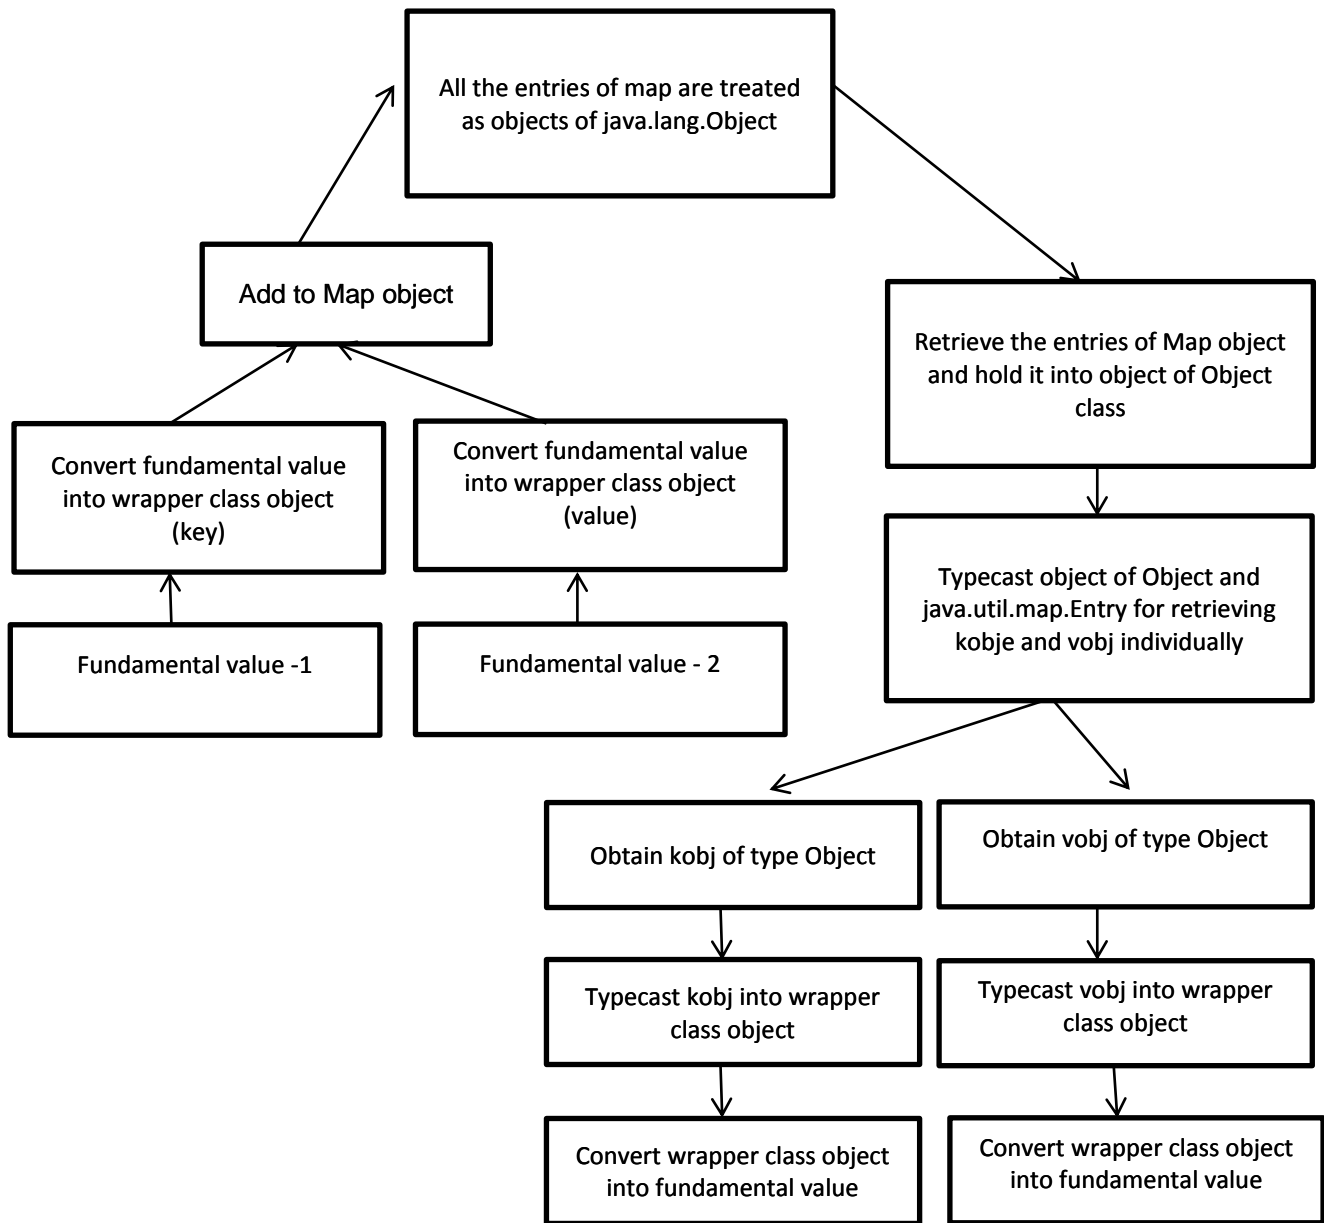 All the entries of map are treated
as objects of java.lang.Object
Add to Map object
Retrieve the entries of Map object
and hold it into object of Object
class
Convert fundamental value
into wrapper class object
(key)
Convert fundamental value
into wrapper class object
(value)
Typecast object of Object and
java.util.map.Entry for retrieving
kobje and vobj individually
Fundamental value -1
Fundamental value - 2
Obtain kobj of type Object
Obtain vobj of type Object
Typecast kobj into wrapper
class object
Typecast vobj into wrapper
class object
Convert wrapper class object
into fundamental value
Convert wrapper class object
into fundamental value